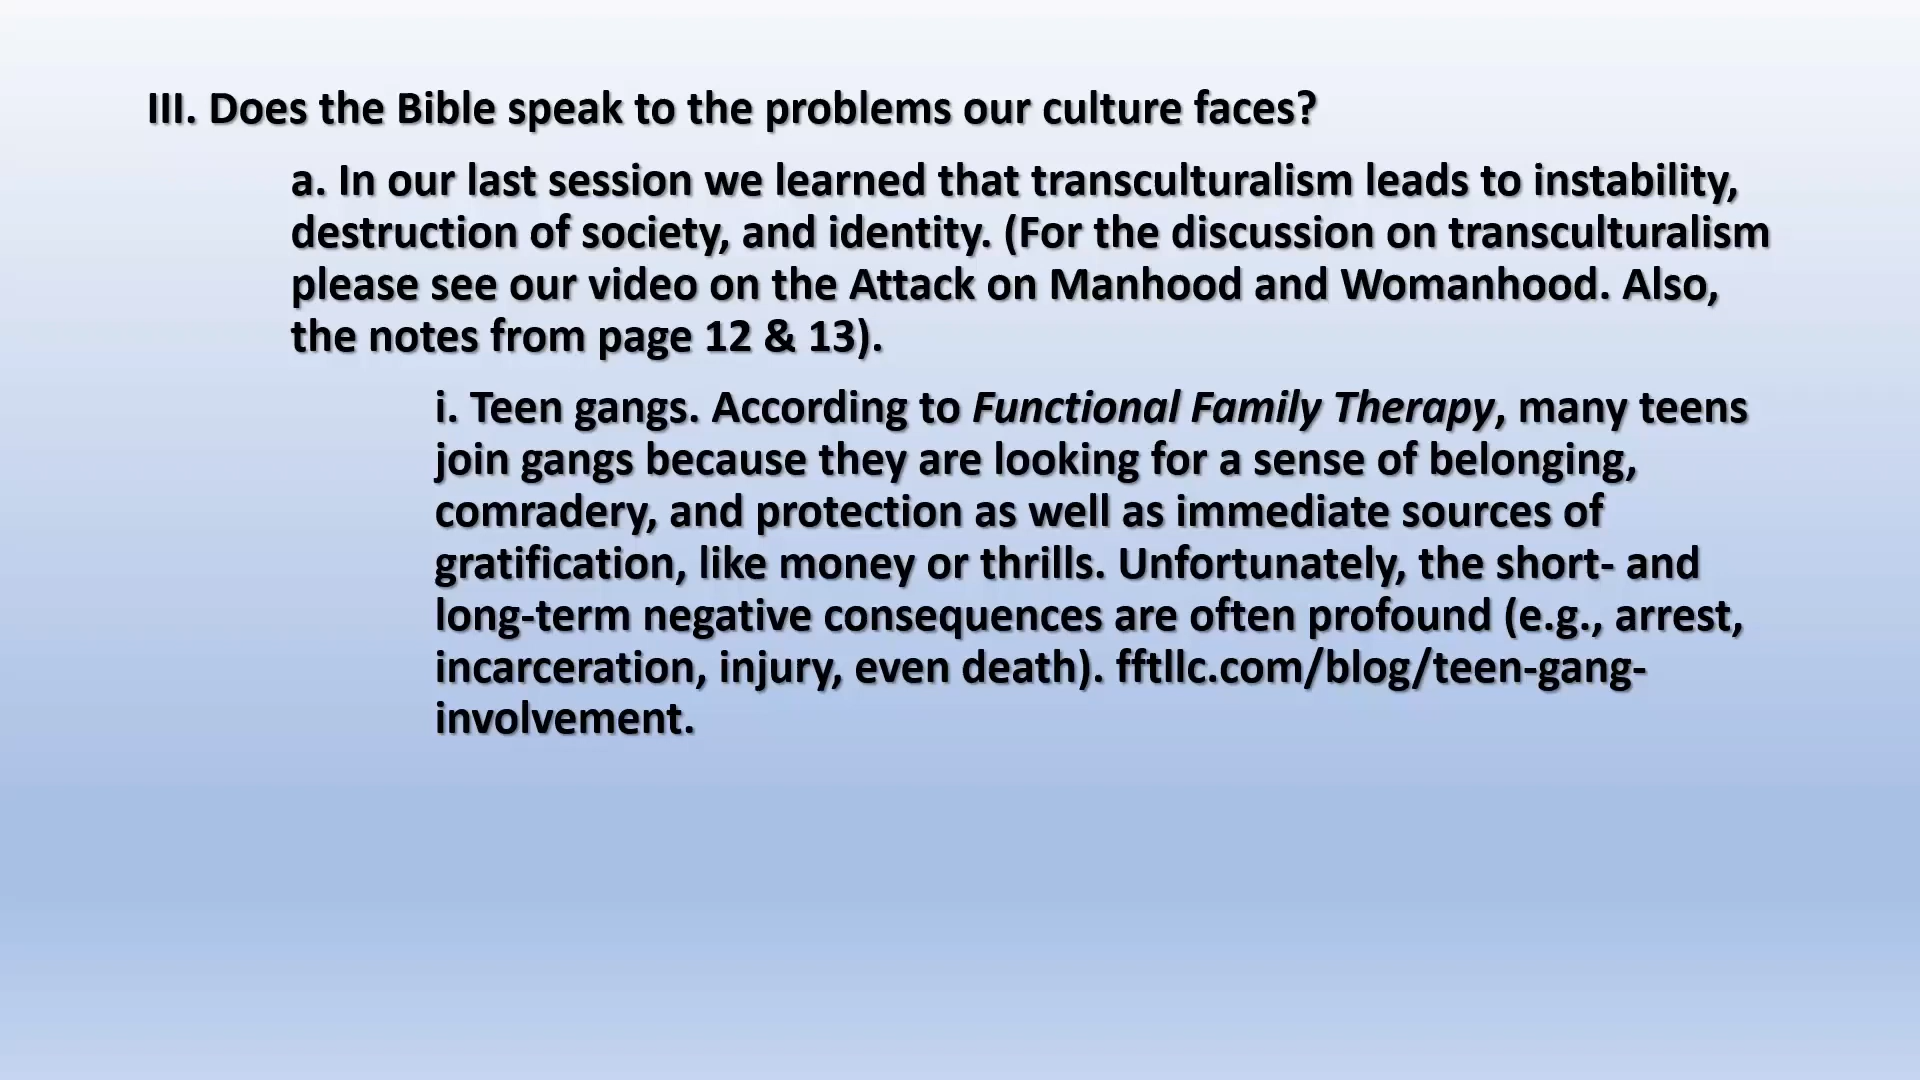 III. Does the Bible speak to the problems our culture faces?
a. In our last session we learned that transculturalism leads to instability,
destruction of society, and identity. (For the discussion on transculturalism
please see our video on the Attack on Manhood and Womanhood. Also,
the notes from page 12 & 13).
i. Teen gangs. According to Functional Family Therapy, many teens
join gangs because they are looking for a sense of belonging,
comradery, and protection as well as immediate sources of
gratification, like money or thrills. Unfortunately, the short- and
long-term negative consequences are often profound (e.g., arrest,
incarceration, injury, even death). fftllc.com/blog/teen-gang-
involvement.